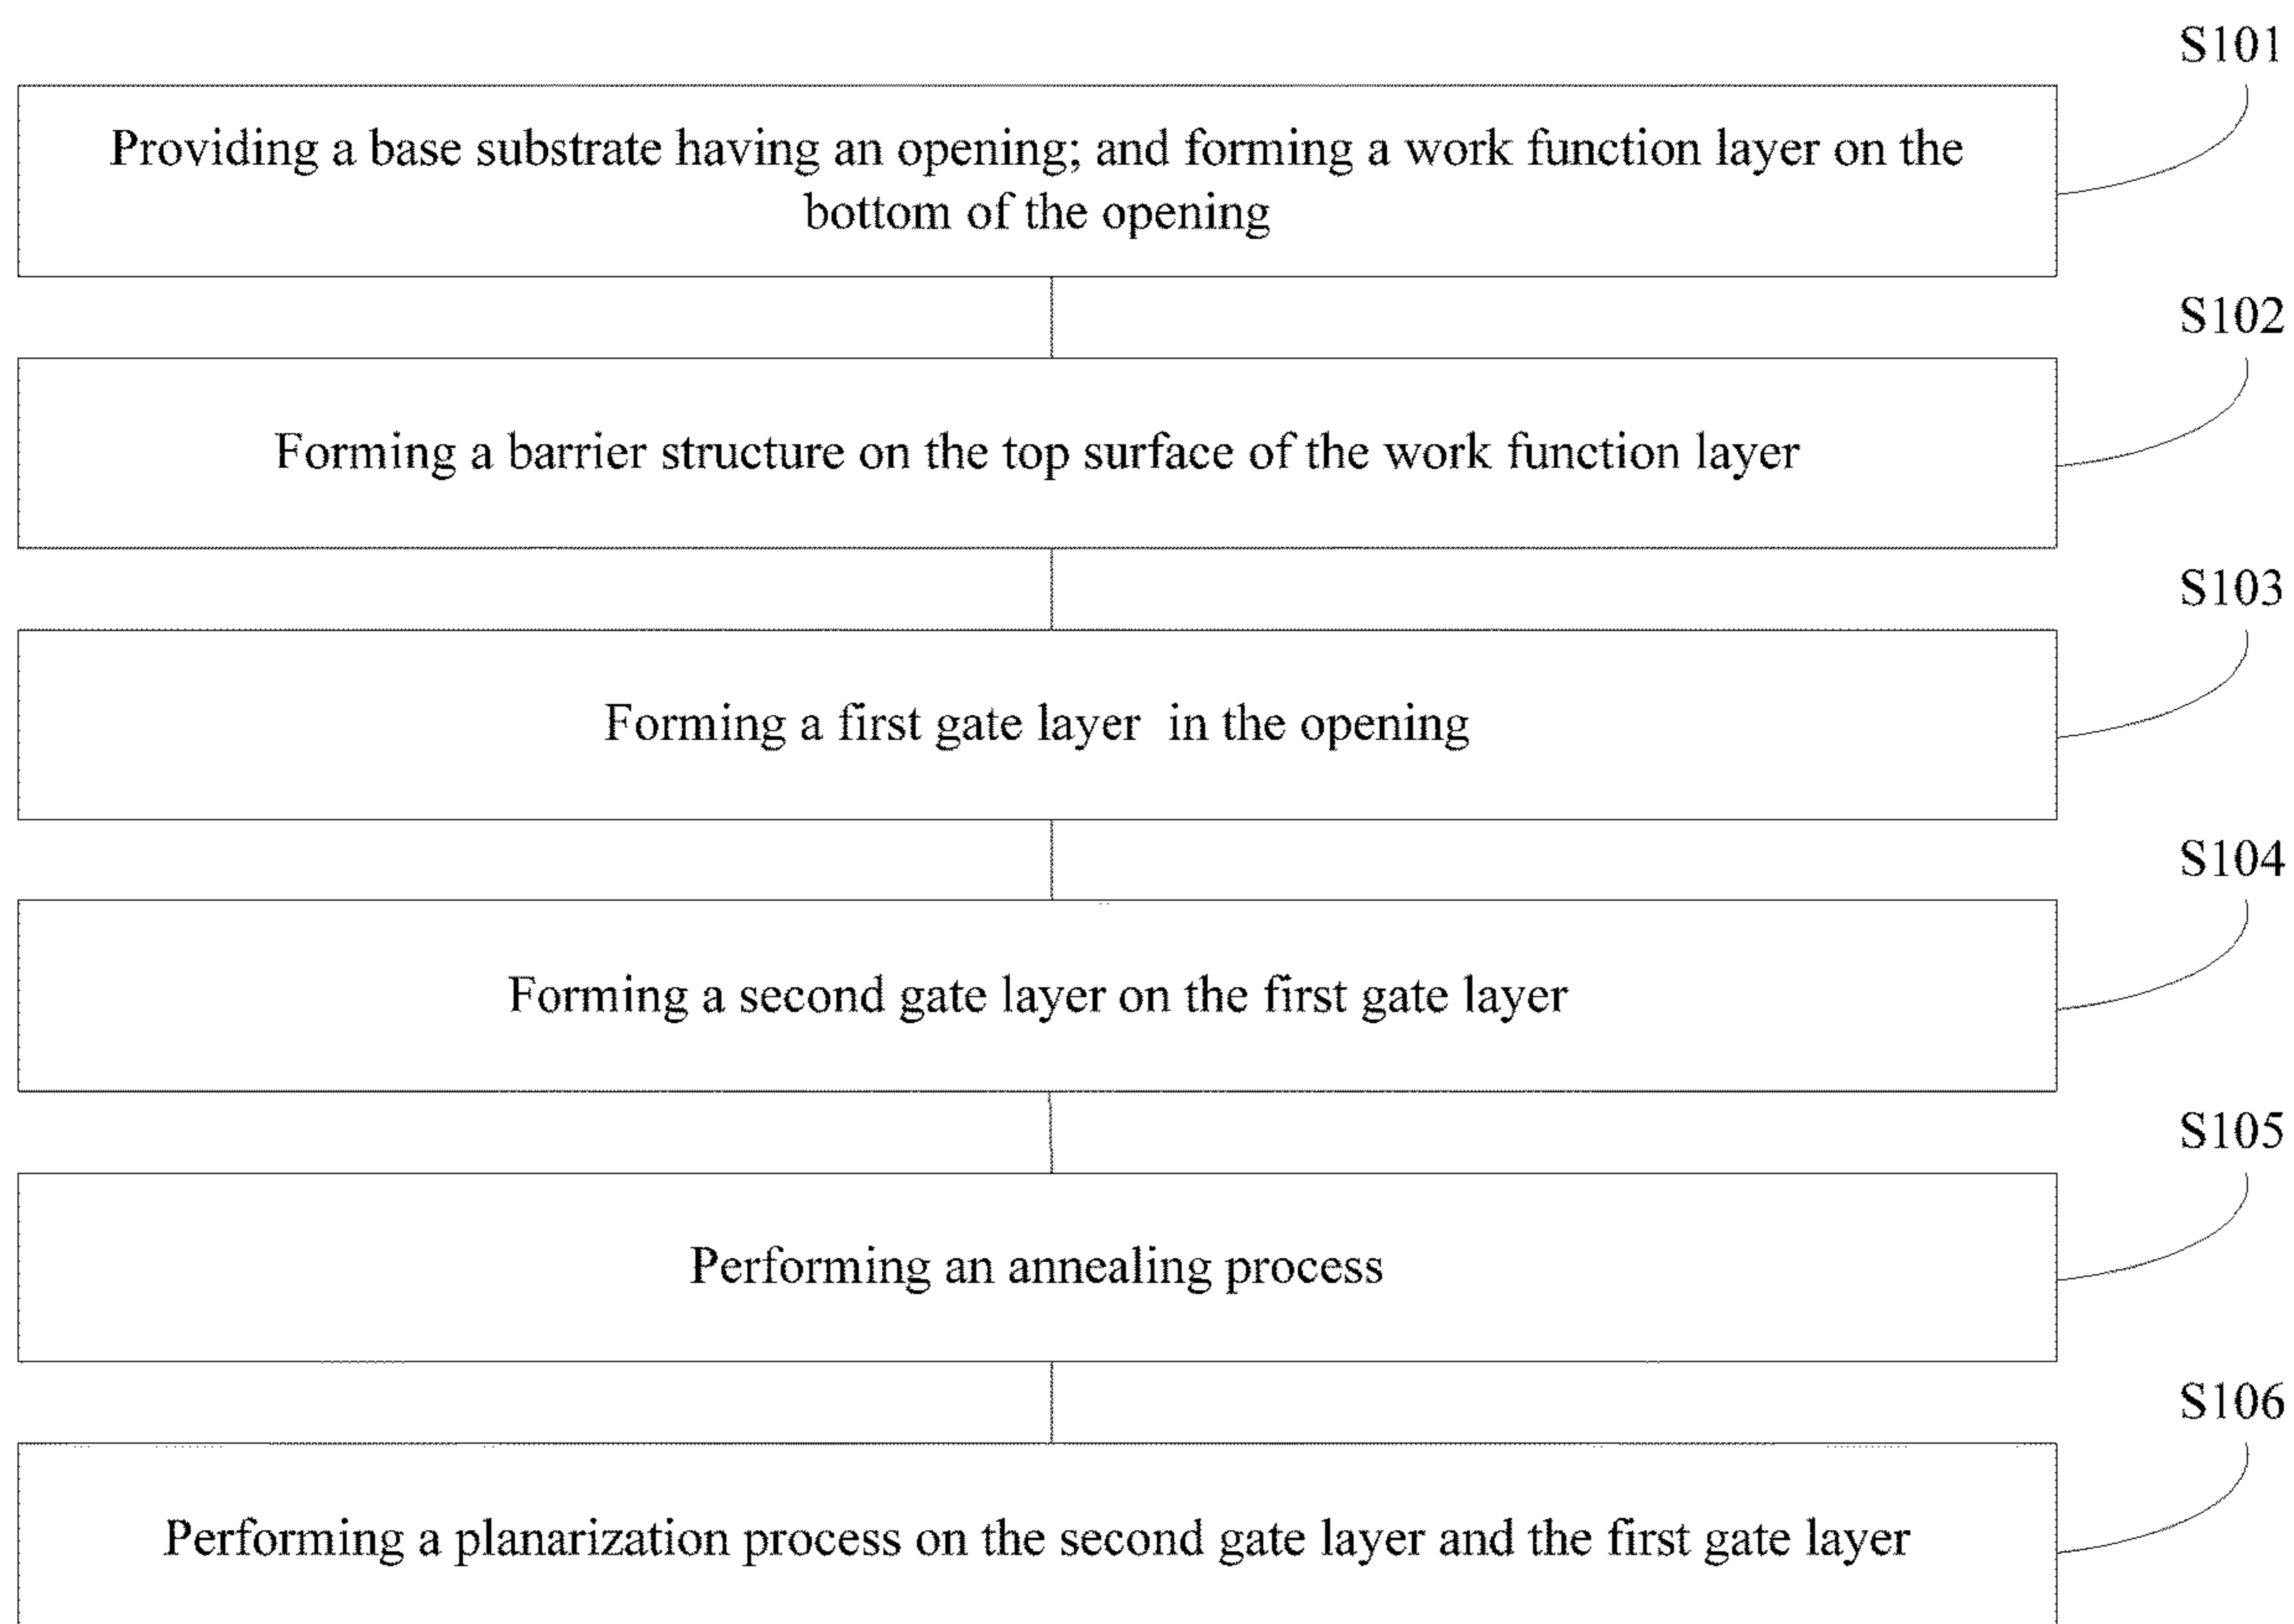 S101
Providing a base substrate having an opening; and forming a work function layer on the
bottom of the opening
S102
Forming a barrier structure on the top surface of the work function layer
S103
Forming a first gate layer in the opening
S104
Forming a second gate layer on the first gate layer
S105
Performing an annealing process
S106
Performing a planarization process on the second gate layer and the first gate layer